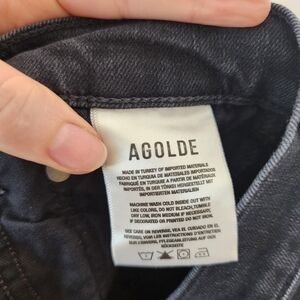 AGOLDE
MADE IN TURKEY OF IMPORTED MATERIALS
HECHO EN TURQUIA DE MATERIALES IMPORTADOS
FABRIQUÉ EN TURQUIE A PARTIR DE MATÉRIAUX
IMPORTÉS, IN DER TÜRKEI HERGESTELLT MIT
IMPORTIERTEN MATERIALIEN
MACHINE WASH COLD INSIDE OUT WITH
LIKE COLORS, DO NOT BLEACH, TUMBLE
DRY LOW, IRON MEDIUM IF NECESSARY,
IF DECORATED OR PRINTED DO NOT IRON.
SEE CARE ON REVERSE, VEA EL CUIDADO EN EL
REVERSO, VOIR LES INSTRUCTIONS D'ENTRETIEN
SUR L'ENVERS, PFLEGEANLEITUNG AUF DER
RÜCKSEITE